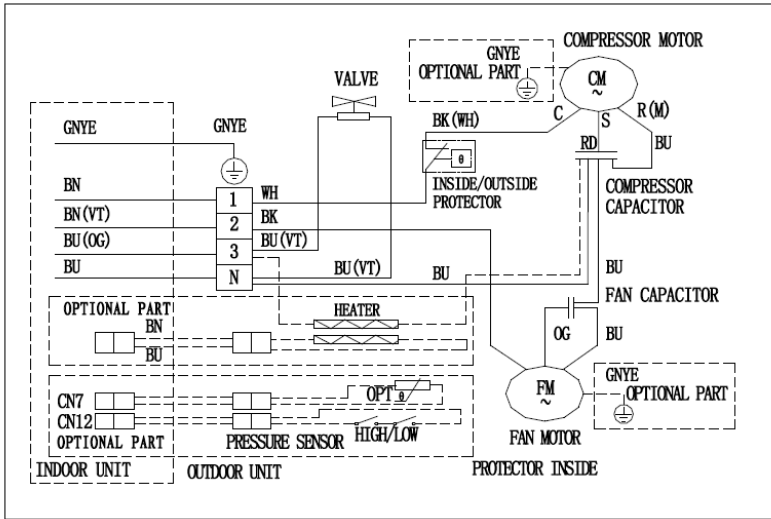 COMPRESSOR MOTOR
GNYE
OPTIONAL PART
CM
~
VALVE
C
S
R(M)
BK(WH)
GNYE
GNYE
RD
BU
θ
INSIDE/OUTSIDE
PROTECTOR
COMPRESSOR
CAPACITOR
BN
1
WH
BN(VT)
2
BK
BU(OG)
3
BU(VT)
BU
N
BU(VT)
BU
BU
OPTIONAL PART
HEATER
FAN CAPACITOR
BN
BU
OG
BU
GNYE
OPTIONAL PART
FM
~
CN7
OPT
θ
CN12
OPTIONAL PART
PRESSURE SENSOR
HIGH/LOW
FAN MOTOR
INDOOR UNIT
OUTDOOR UNIT
PROTECTOR INSIDE